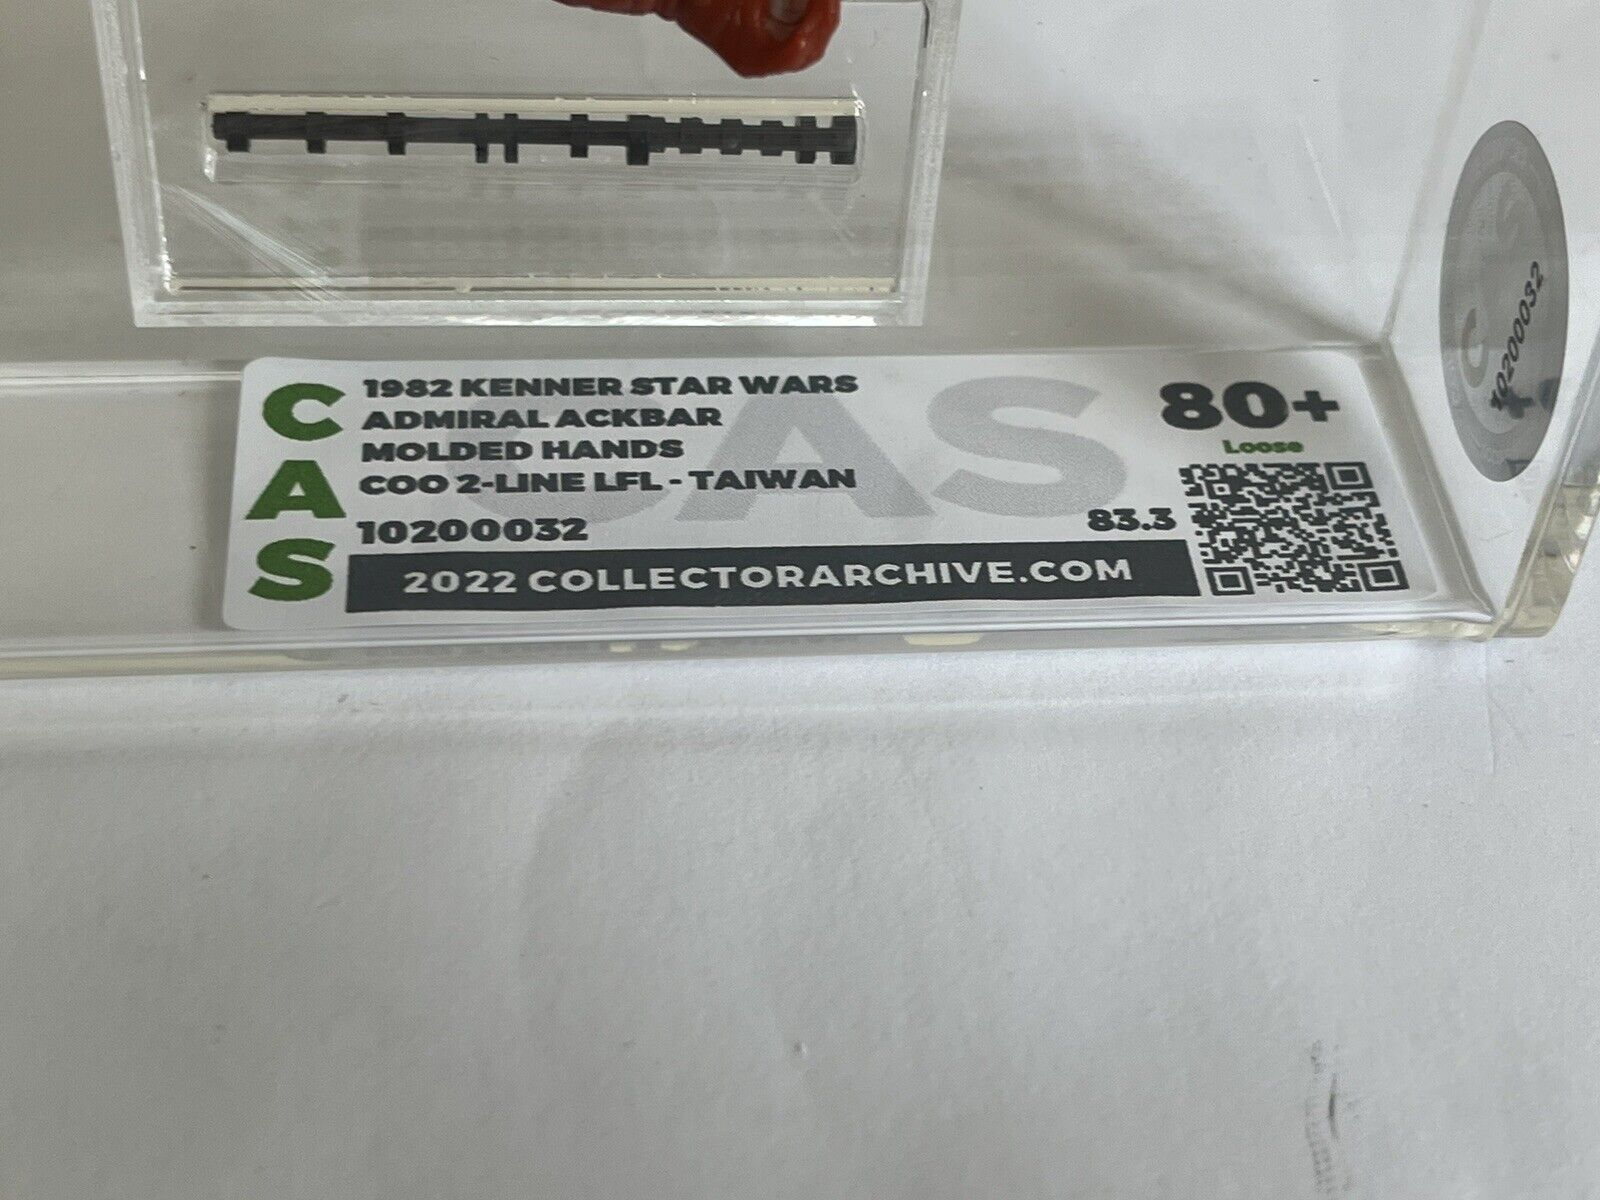 CAS
1982 KENNER STAR WARS
ADMIRAL ACKBAR
MOLDED HANDS
COO 2-LINE LFL - TAIWAN
10200032
2022 COLLECTORARCHIVE.COM
CAS
80+
Loose
83.3
C
10200032